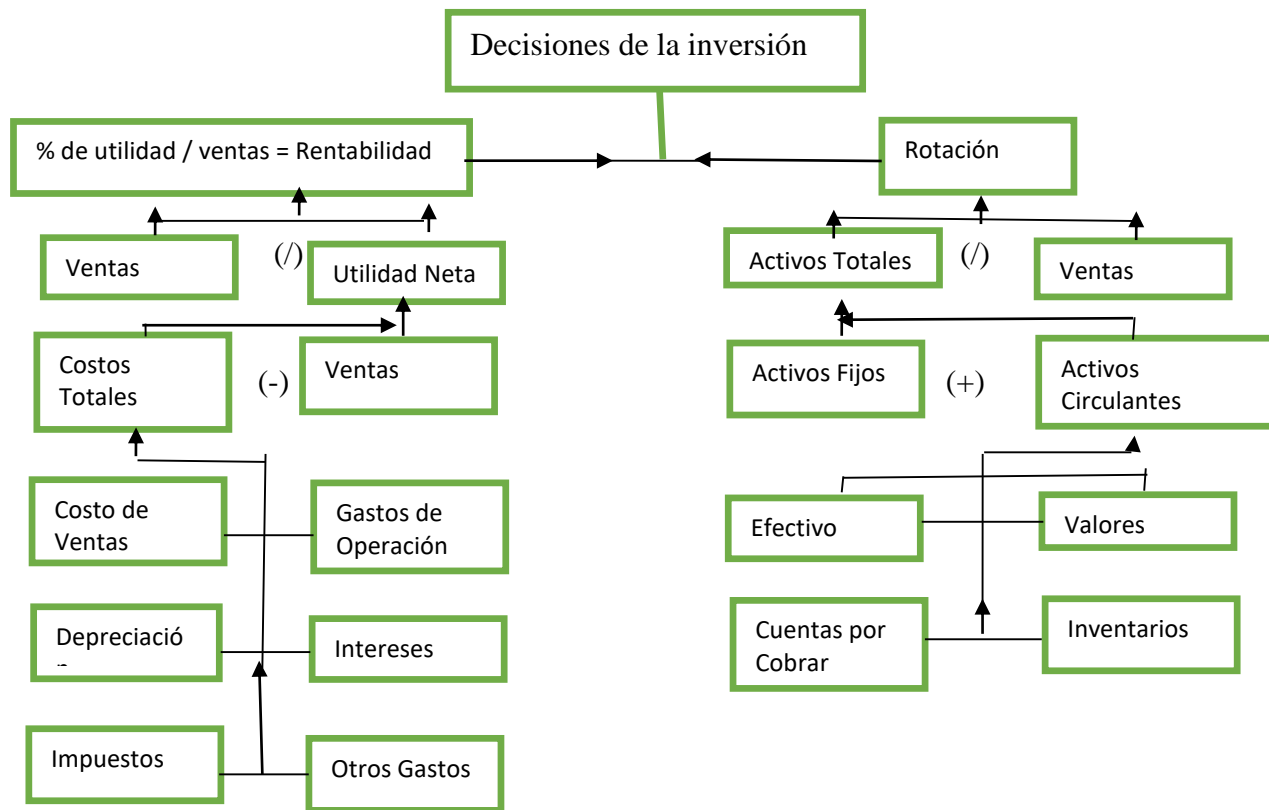 Decisiones de la inversión
% de utilidad / ventas = Rentabilidad
Rotación
Ventas
(/)
Utilidad Neta
Activos Totales
(/)
Ventas
Costos
Totales
(-)
Ventas
Activos Fijos
(+)
Activos
Circulantes
Costo de
Ventas
Gastos de
Operación
Efectivo
Valores
Depreciació
Intereses
Cuentas por
Cobrar
Inventarios
Impuestos
Otros Gastos